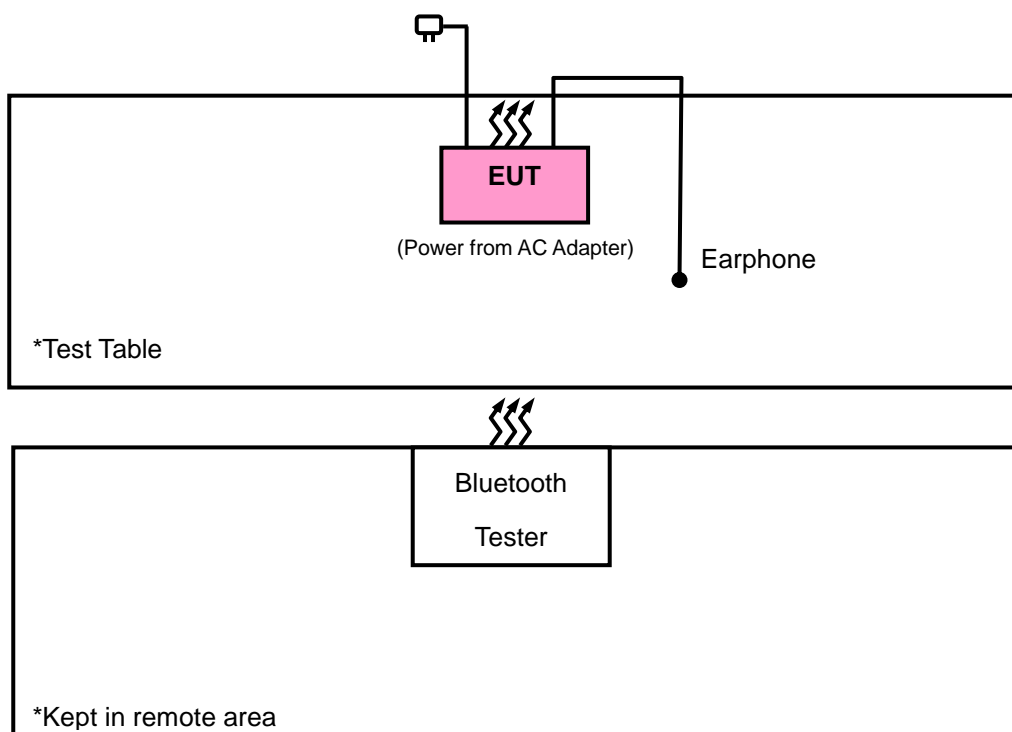 EUT
(Power from AC Adapter)
Earphone
*Test Table
Bluetooth
Tester
*Kept in remote area